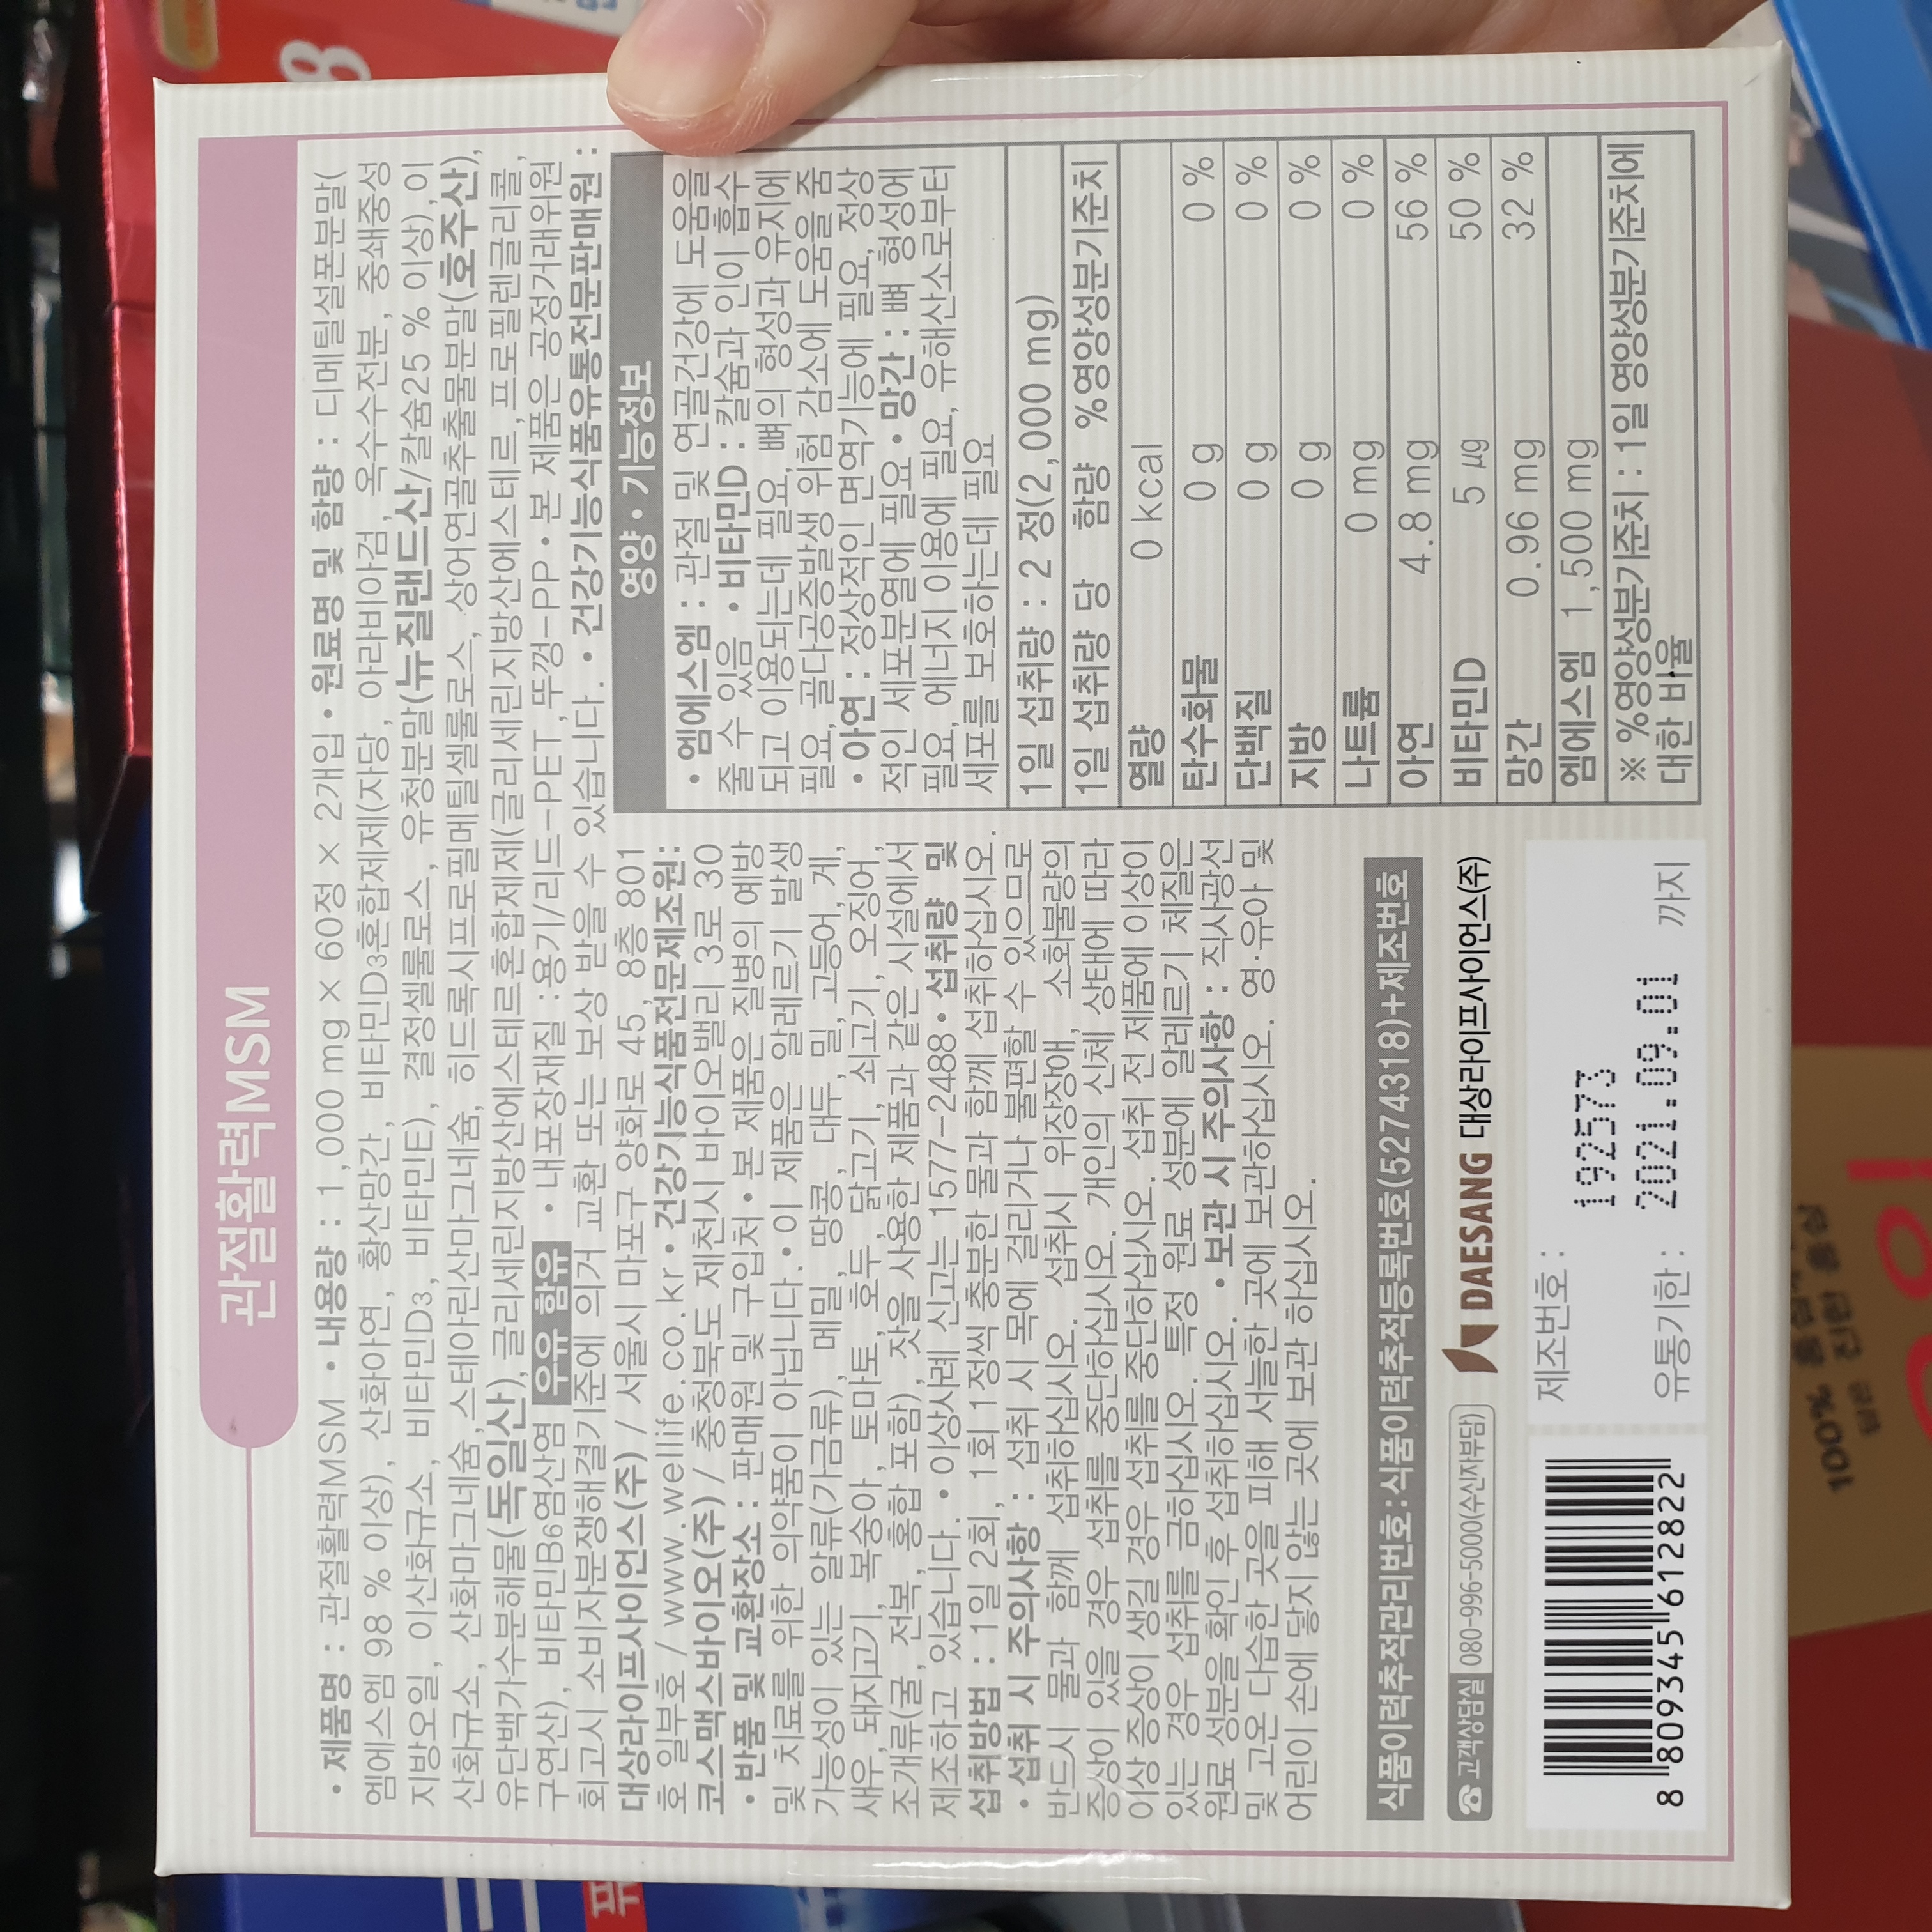 관절활력MSM
• 제품명 : 관절활력MSM • 내용량 : 1,000 mg × 60정 × 2개입 • 원료명 및 함량 : 디메틸설폰분말(
엠에스엠 98 % 이상), 산화아연, 황산망간, 비타민D3혼합제제(자당, 아라비아검, 옥수수전분, 중쇄중성
지방오일, 이산화규소, 비타민D3, 비타민E), 결정셀룰로스, 유청분말(뉴질랜드산/칼슘25 % 이상),이
산화규소, 산화마그네슘,스테아린산마그네슘, 히드록시프로필메틸셀룰로스, 상어연골추출물분말(호주산),
유단백가수분해물(독일산), 글리세린지방산에스테르혼합제제(글리세린지방산에스테르,프로필렌글리콜,
구연산), 비타민B6염산염 우유 함유 • 내포장재질 :용기/리드-PET,뚜껑-PP • 본 제품은 공정거래위원
회고시 소비자분쟁해결기준에 의거 교환 또는 보상 받을 수 있습니다. • 건강기능식품유통전문판매원 :
대상라이프사이언스(주) / 서울시 마포구 양화로 45, 8층 801
호 일부호 / www.wellife.co.kr • 건강기능식품전문제조원:
코스맥스바이오(주) / 충청북도 제천시 바이오밸리 3로 30
• 반품 및 교환장소 : 판매원 및 구입처 • 본 제품은 질병의 예방
및 치료를 위한 의약품이 아닙니다.• 이 제품은 알레르기 발생
가능성이 있는 알류(가금류), 메밀, 땅콩, 대두, 밀, 고등어, 게,
새우, 돼지고기, 복숭아, 토마토, 호두, 닭고기, 쇠고기, 오징어,
조개류(굴, 전복, 홍합 포함), 잣을 사용한 제품과 같은 시설에서
제조하고 있습니다. • 이상사례 신고는 1577-2488 • 섭취량 및
섭취방법 : 1일 2회, 1회 1정씩 충분한 물과 함께 섭취하십시오.
• 섭취 시 주의사항 : 섭취 시 목에 걸리거나 불편할 수 있으므로
반드시 물과 함께 섭취하십시오. 섭취시 위장장애, 소화불량의
증상이 있을 경우 섭취를 중단하십시오. 개인의 신체 상태에 따라
이상 증상이 생길 경우 섭취를 중단하십시오. 섭취 전 제품에 이상이
있는 경우 섭취를 금하십시오. 특정 원료 성분에 알레르기 체질은
원료 성분을 확인 후 섭취하십시오. • 보관 시 주의사항 : 직사광선
및 고온 다습한 곳을 피해 서늘한 곳에 보관하십시오. 영·유아 및
어린이 손에 닿지 않는 곳에 보관 하십시오.
식품이력추적관리번호:식품이력추적등록번호(5274318)+제조번호
고객상담실 080-996-5000(수신자부담) DAESANG 대상라이프사이언스(주)
8 809345 612822
제조번호 :
192573
유통기한 : 2021.09.01 까지
영양 • 기능정보
• 엠에스엠 : 관절 및 연골건강에 도움을
줄 수 있음 • 비타민D : 칼슘과 인이 흡수
되고 이용되는데 필요, 뼈의 형성과 유지에
필요, 골다공증발생 위험 감소에 도움을 줌
• 아연 : 정상적인 면역기능에 필요, 정상
적인 세포분열에 필요 • 망간 : 뼈 형성에
필요, 에너지 이용에 필요, 유해산소로부터
세포를 보호하는데 필요
1일 섭취량 : 2 정(2,000 mg)
1일 섭취량 당 함량 %영양성분기준치
열량 0 kcal
탄수화물 0 g 0 %
단백질 0 g 0 %
지방 0 g 0 %
나트륨 0 mg 0 %
아연 4.8 mg 56 %
비타민D 5 μg 50 %
망간 0.96 mg 32 %
엠에스엠 1,500 mg
※ %영양성분기준치 : 1일 영양성분기준치에
대한 비율
100% 홍삼
담은 진한 홍삼